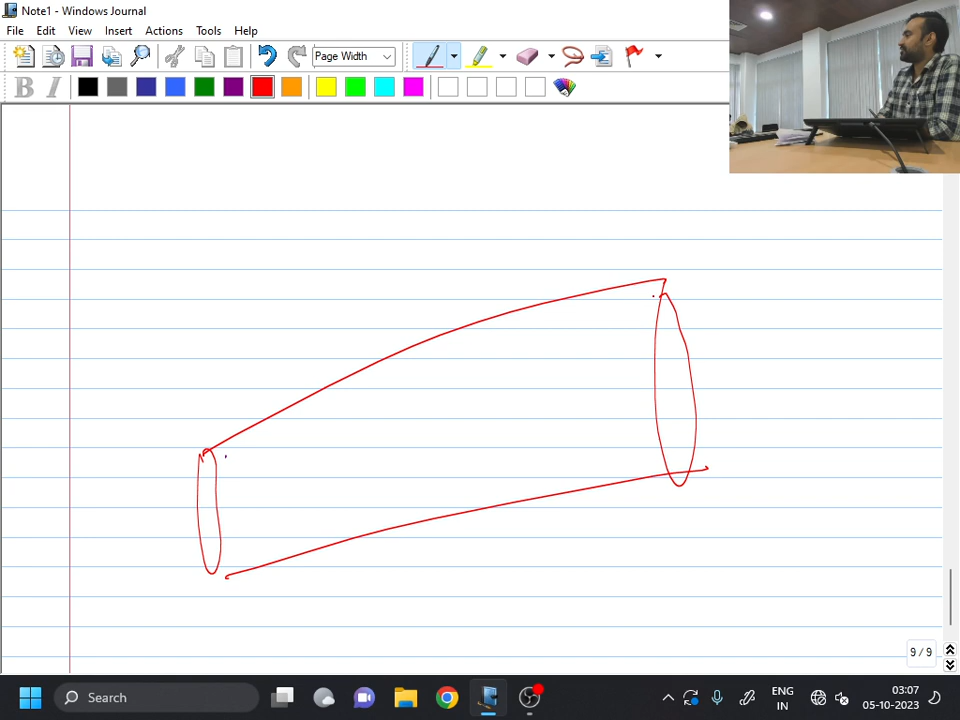 Note1 - Windows Journal
File Edit View Insert Actions Tools Help
Page Width
B I
9 / 9
Search
ENG
IN
03:07
05-10-2023